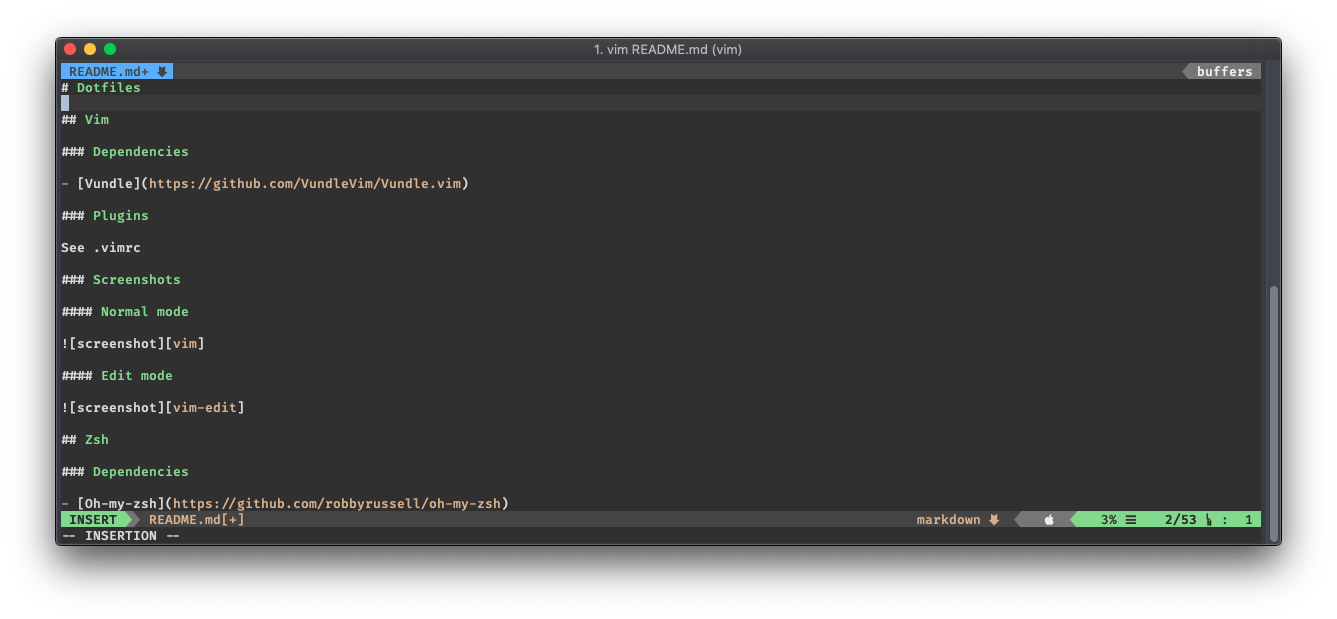 1. vim README.md (vim)
README.md+ buffers
# Dotfiles
## Vim
### Dependencies
- [Vundle](https://github.com/VundleVim/Vundle.vim)
### Plugins
See .vimrc
### Screenshots
#### Normal mode
![screenshot][vim]
#### Edit mode
![screenshot][vim-edit]
## Zsh
### Dependencies
- [Oh-my-zsh](https://github.com/robbyrussell/oh-my-zsh)
INSERT README.md[+] markdown 3% ☰ 2/53 : 1
-- INSERTION --